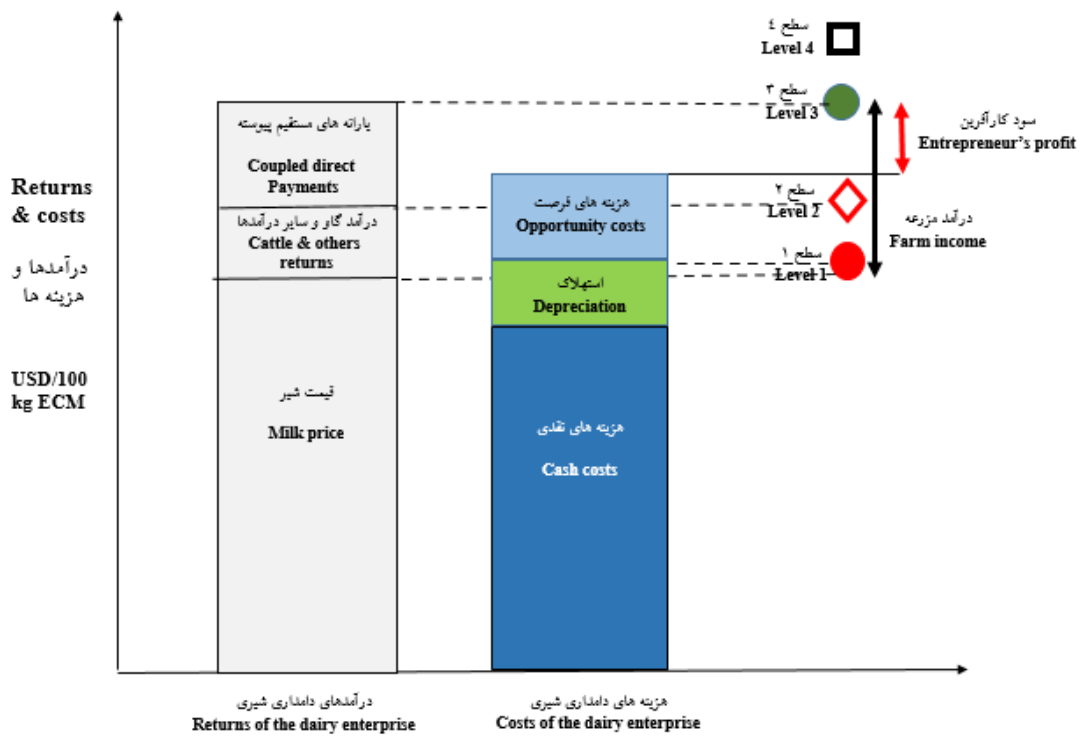 سطح ٤
Level 4
سطح ٣
Level 3
سود کارآفرین
Entrepreneur's profit
یارانه های مستقیم پیوسته
Coupled direct
Payments
Returns
& costs
درآمدها و
هزینه ها
USD/100
kg ECM
درآمد گاو و سایر درآمدها
Cattle & others
returns
هزینه های فرصت
Opportunity costs
سطح ٢
Level 2
درآمد مزرعه
Farm income
سطح ١
Level 1
استهلاک
Depreciation
قیمت شیر
Milk price
هزینه های نقدی
Cash costs
درآمدهای دامداری شیری
Returns of the dairy enterprise
هزینه های دامداری شیری
Costs of the dairy enterprise